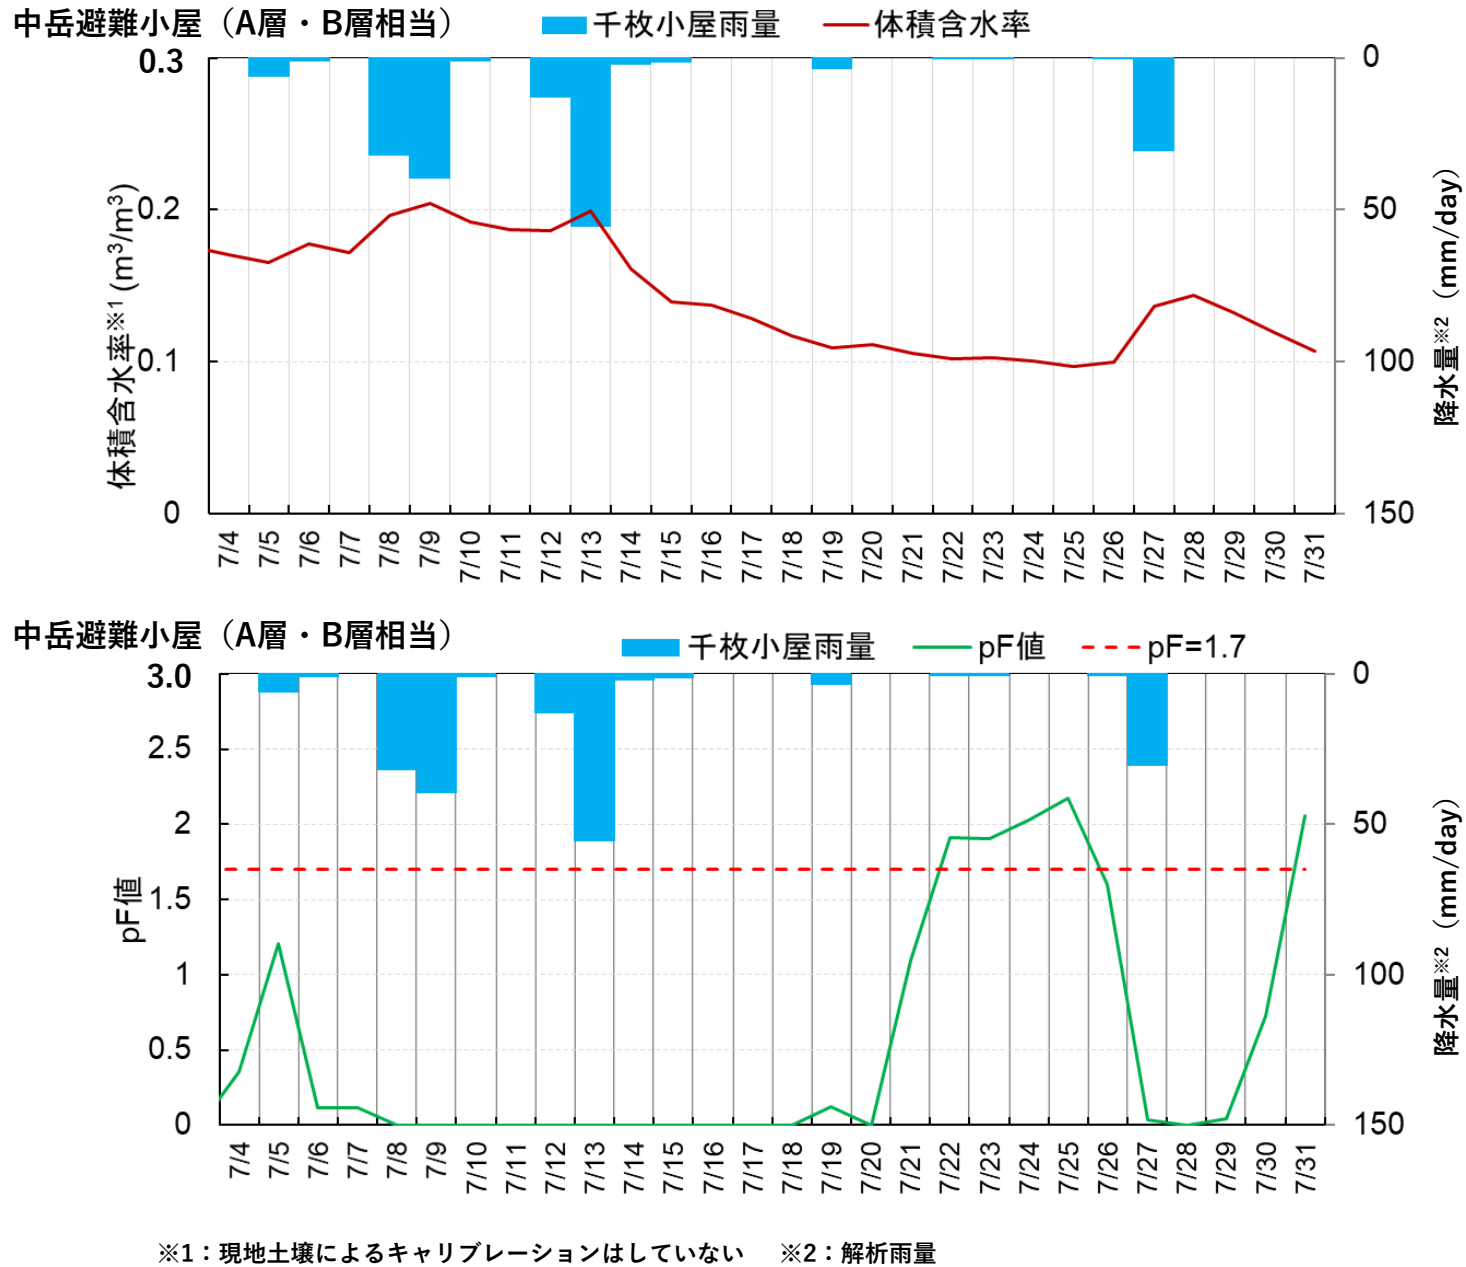 中岳避難小屋（A層・B層相当）
千枚小屋雨量 体積含水率
0.3
0.2
0.1
0
体積含水率※1 (m3/m3)
0
50
100
150
降水量※2（mm/day）
7/4 7/5 7/6 7/7 7/8 7/9 7/10 7/11 7/12 7/13 7/14 7/15 7/16 7/17 7/18 7/19 7/20 7/21 7/22 7/23 7/24 7/25 7/26 7/27 7/28 7/29 7/30 7/31
中岳避難小屋（A層・B層相当）
千枚小屋雨量 pF値 pF=1.7
3.0
2.5
2
1.5
1
0.5
0
pF値
0
50
100
150
降水量※2（mm/day）
7/4 7/5 7/6 7/7 7/8 7/9 7/10 7/11 7/12 7/13 7/14 7/15 7/16 7/17 7/18 7/19 7/20 7/21 7/22 7/23 7/24 7/25 7/26 7/27 7/28 7/29 7/30 7/31
※1：現地土壌によるキャリブレーションはしていない ※2：解析雨量